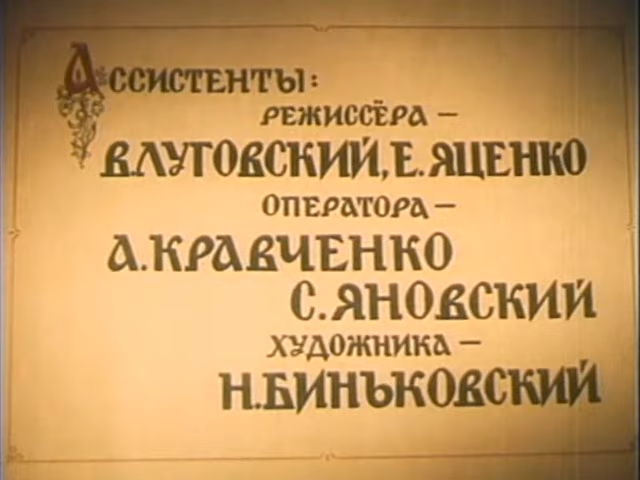 Ассистенты:
режиссёра —
В.Луговский, Е. Яценко
оператора —
А.Кравченко
С.Яновский
художника —
Н.Биньковский